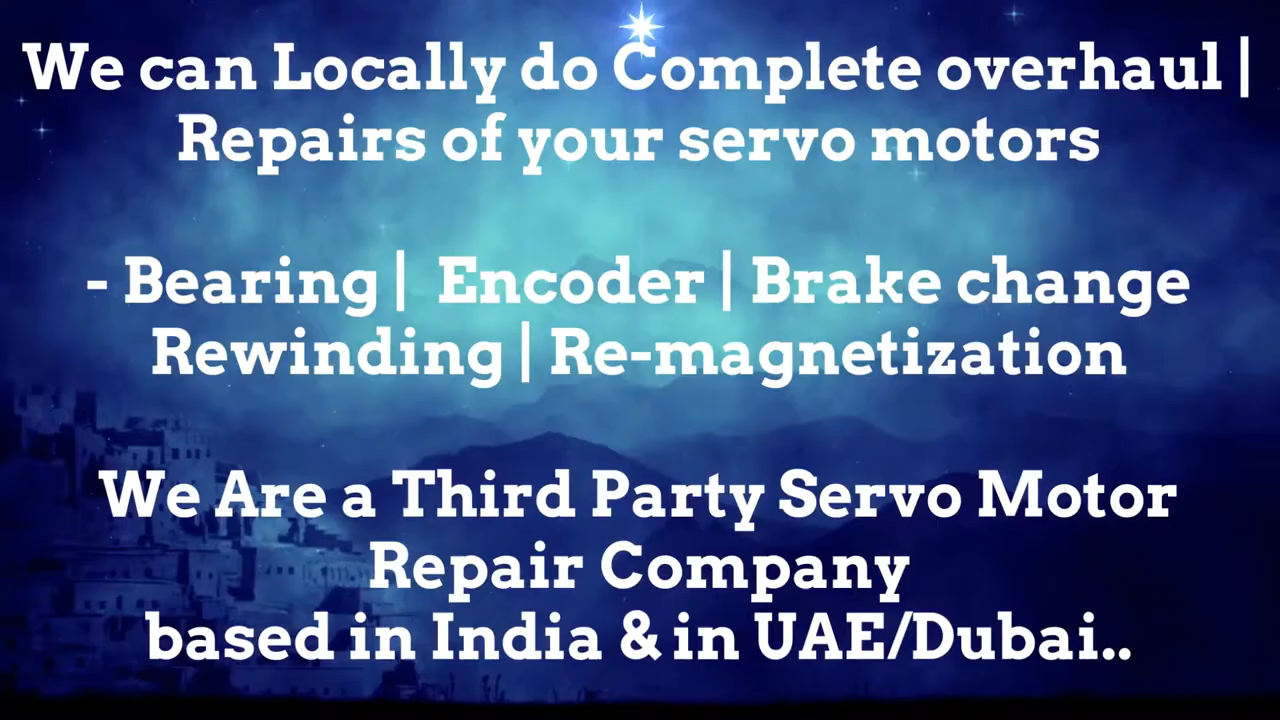 We can Locally do Complete overhaul |
Repairs of your servo motors
- Bearing | Encoder | Brake change
Rewinding | Re-magnetization
We Are a Third Party Servo Motor
Repair Company
based in India & in UAE/Dubai..